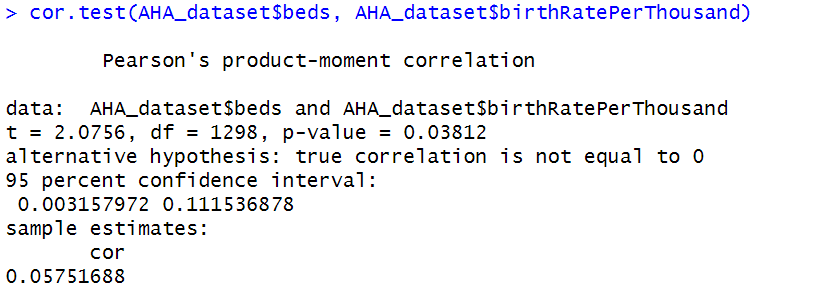 > cor.test(AHA_dataset$beds, AHA_dataset$birthRatePerThousand)
Pearson's product-moment correlation
data:  AHA_dataset$beds and AHA_dataset$birthRatePerThousand
t = 2.0756, df = 1298, p-value = 0.03812
alternative hypothesis: true correlation is not equal to 0
95 percent confidence interval:
0.003157972 0.111536878
sample estimates:
cor
0.05751688